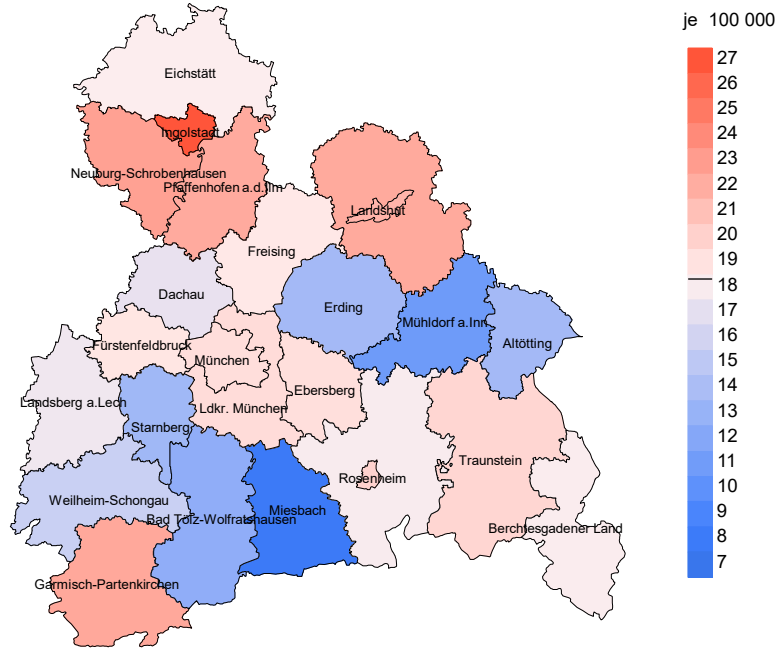 je 100 000
Eichstätt
Ingolstadt
Neuburg-Schrobenhausen
Pfaffenhofen a.d.Ilm
Landshut
Freising
Dachau
Erding
Mühldorf a.Inn
Altötting
Fürstenfeldbruck
München
Ebersberg
Landsberg a.Lech
Ldkr. München
Starnberg
Traunstein
Rosenheim
Weilheim-Schongau
Miesbach
Bad Tölz-Wolfratshausen
Berchtesgadener Land
Garmisch-Partenkirchen
27
26
25
24
23
22
21
20
19
18
17
16
15
14
13
12
11
10
9
8
7